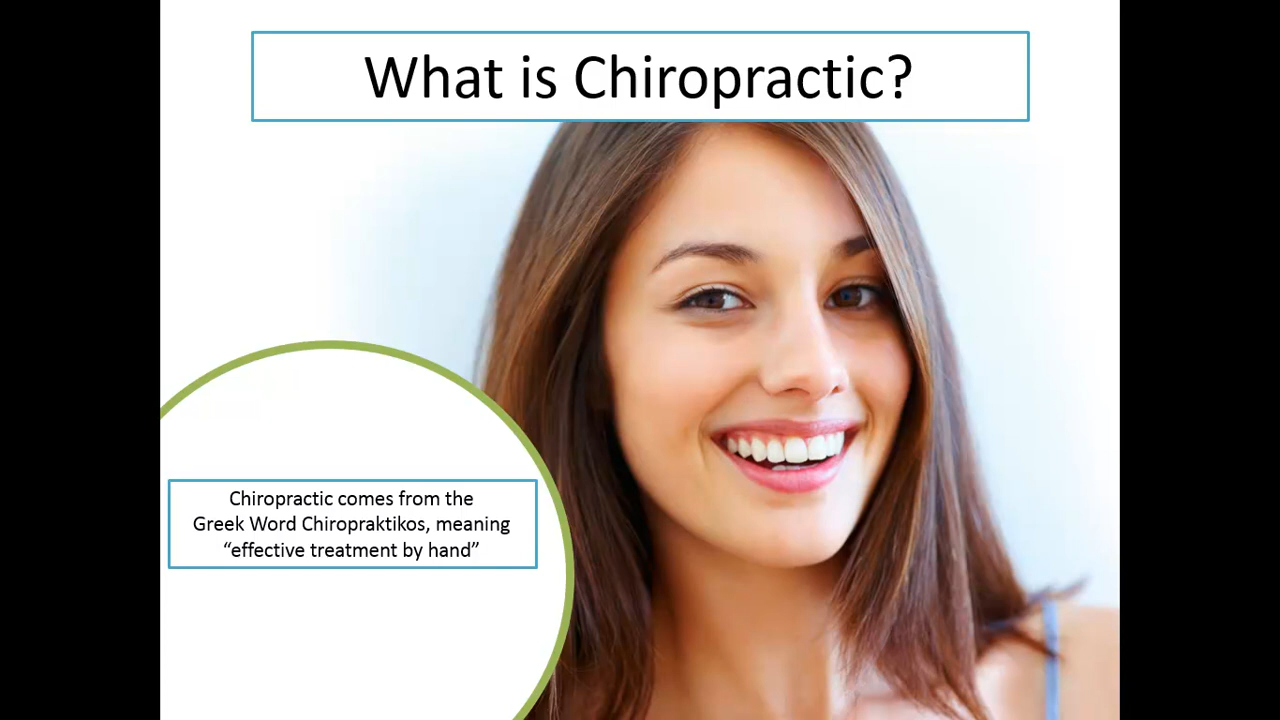 What is Chiropractic?
Chiropractic comes from the
Greek Word Chiropraktikos, meaning
“effective treatment by hand”